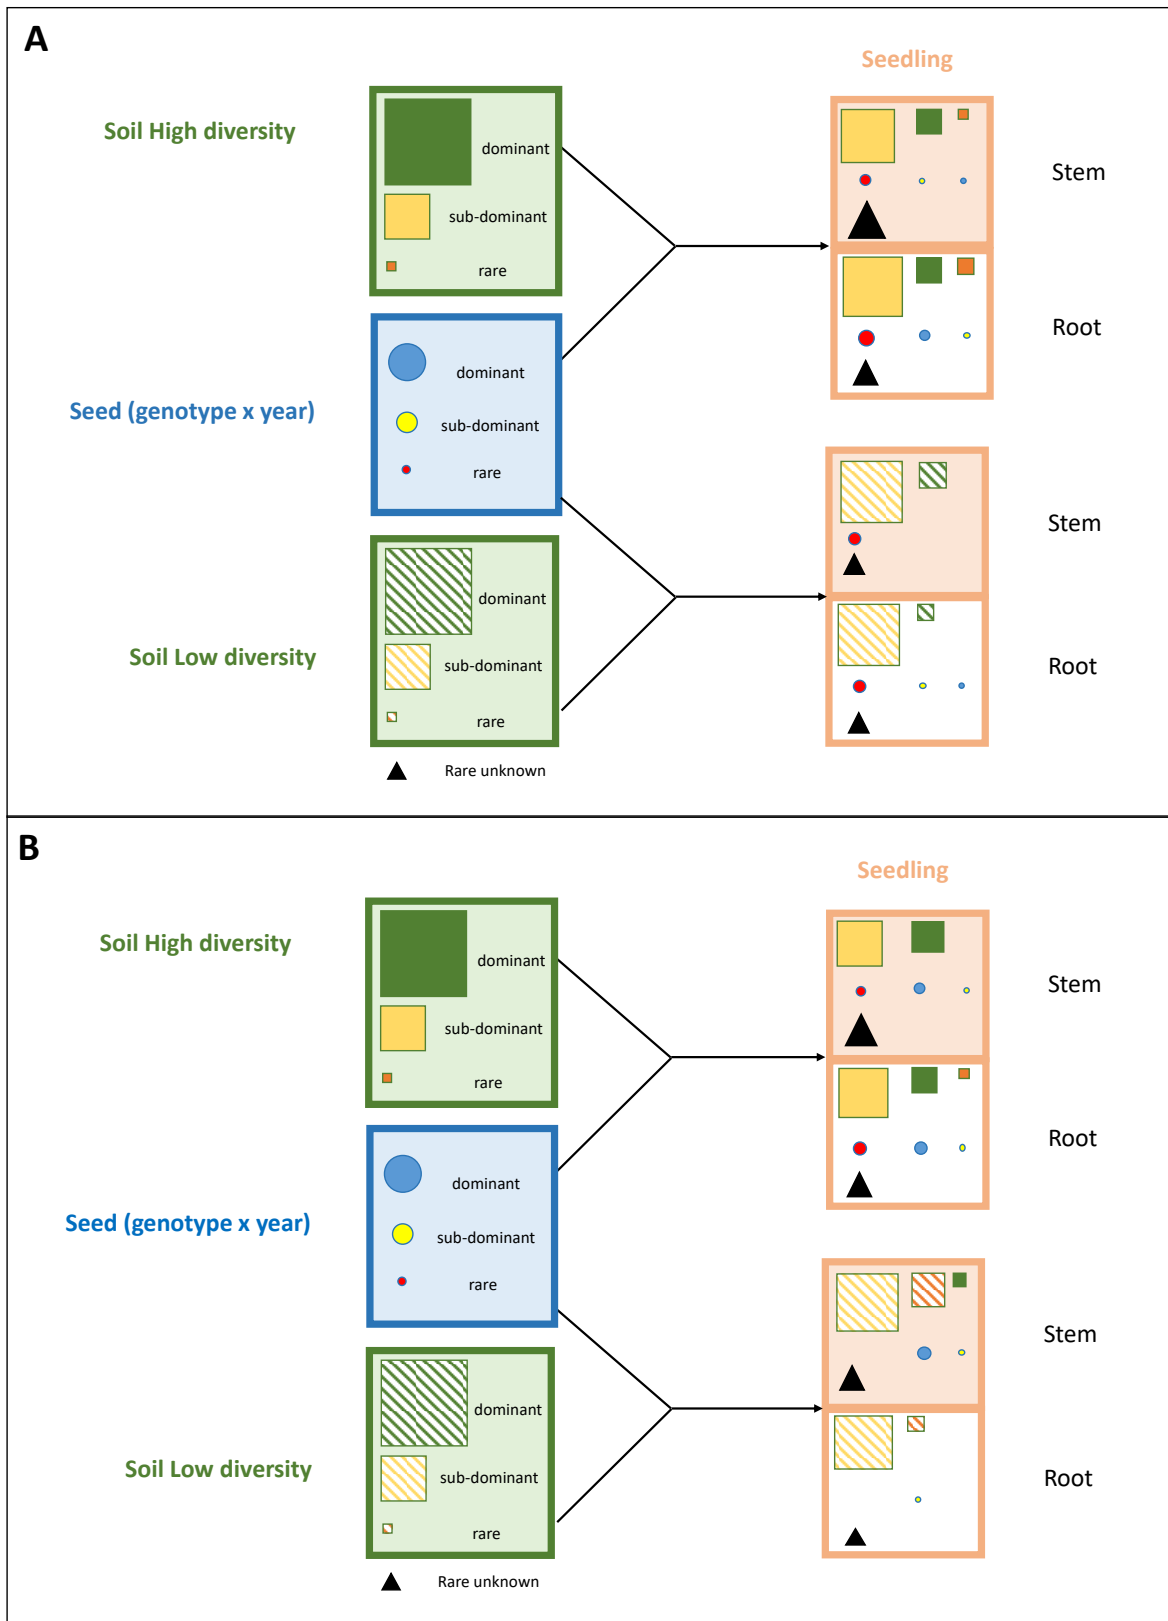 A
Seedling
Soil High diversity
dominant
sub-dominant
rare
Stem
Root
Seed (genotype x year)
dominant
sub-dominant
rare
Soil Low diversity
dominant
sub-dominant
rare
Stem
Root
Rare unknown
B
Seedling
Soil High diversity
dominant
sub-dominant
rare
Stem
Root
Seed (genotype x year)
dominant
sub-dominant
rare
Soil Low diversity
dominant
sub-dominant
rare
Stem
Root
Rare unknown